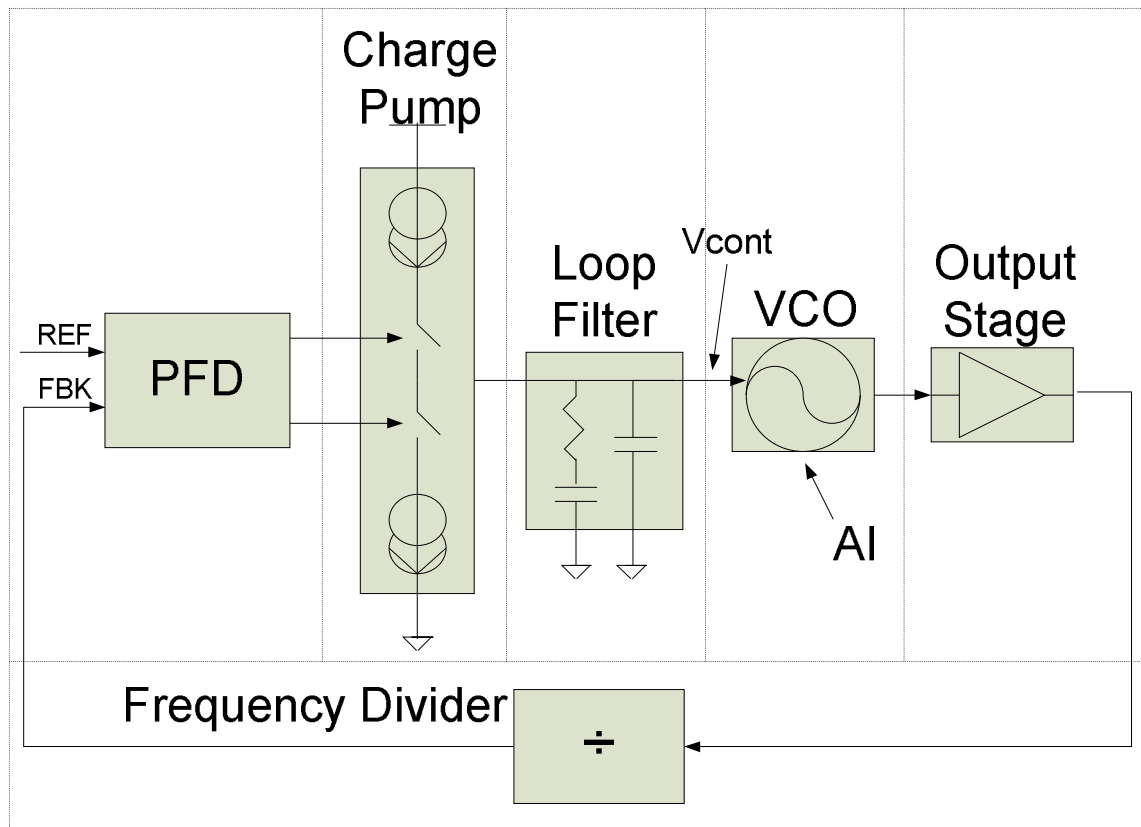 Charge
Pump
Loop
Filter
Vcont
VCO
Output
Stage
REF
FBK
PFD
AI
Frequency Divider
÷